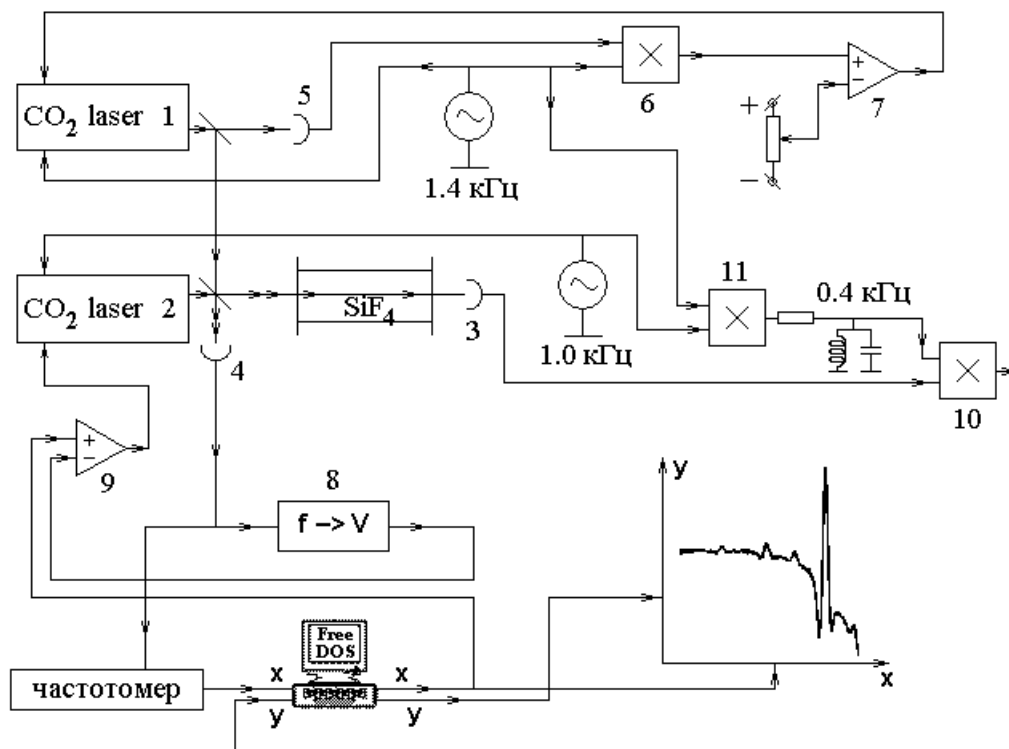 5
6
+
−
7
CO₂ laser 1
+
−
1.4 кГц
11
0.4 кГц
CO₂ laser 2
SiF₄
3
1.0 кГц
4
10
+
−
9
8
f –> V
y
x
Free
DOS
частотомер
x
x
y
y